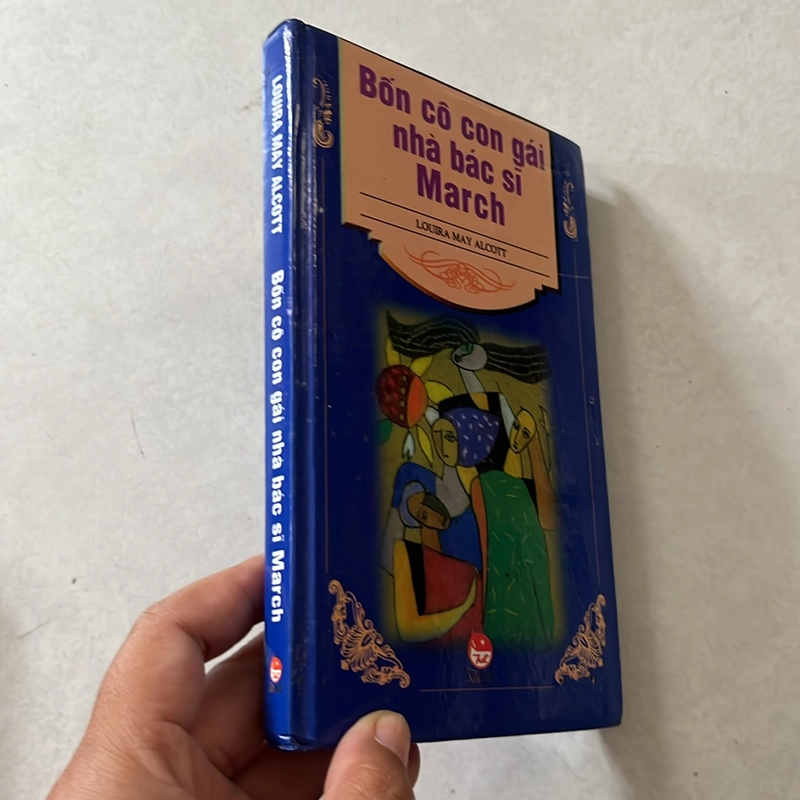 Bốn cô con gái
nhà bác sĩ
March
LOUIRA MAY ALCOTT
LOUIRA MAY ALCOTT Bốn cô con gái nhà bác sĩ March